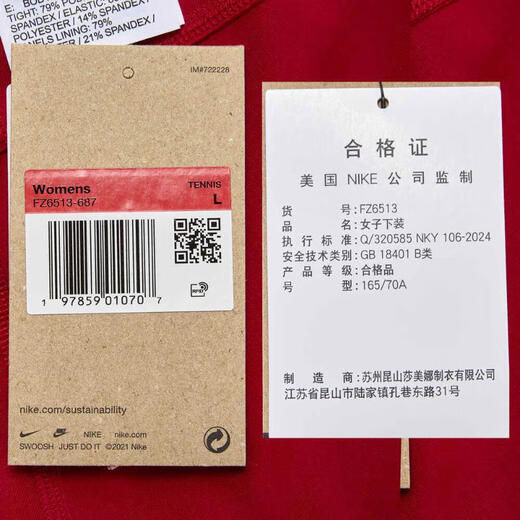 E: BOD
TIGHT: 79% POL
SPANDEX / ELASTIC:
POLYESTER / 14% SPAN
SPANDEX / ELASTIC: 8
PANELS LINING: 79%
ESTER / 21% SPANDEX /
IM#722228
Womens
TENNIS
FZ6513-687
L
1 97859 01070 7
RFID
nike.com/sustainability
NIKE nike.com
SWOOSH JUST DO IT ©2021 Nike
合格证
美国 NIKE 公司监制
货号:FZ6513
品名:女子下装
执行标准:Q/320585 NKY 106-2024
安全技术类别:GB 18401 B类
产品等级:合格品
号型:165/70A
制造商:苏州昆山莎美娜制衣有限公司
江苏省昆山市陆家镇孔巷东路31号